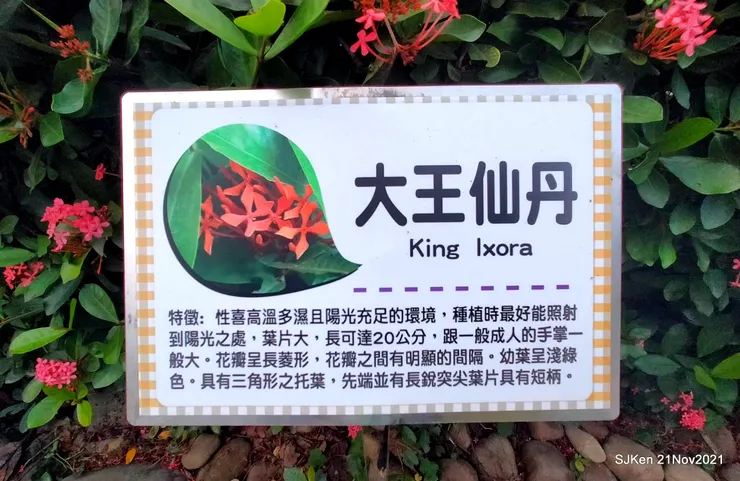 大王仙丹
King Ixora
特徵: 性喜高溫多濕且陽光充足的環境，種植時最好能照射
到陽光之處，葉片大，長可達20公分，跟一般成人的手掌一
般大。花瓣呈長菱形，花瓣之間有明顯的間隔。幼葉呈淺綠
色。具有三角形之托葉，先端並有長銳突尖葉片具有短柄。
SJKen 21Nov2021